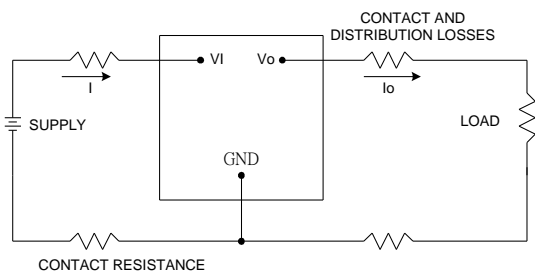 CONTACT AND
DISTRIBUTION LOSSES
VI
Vo
I
Io
SUPPLY
LOAD
GND
CONTACT RESISTANCE